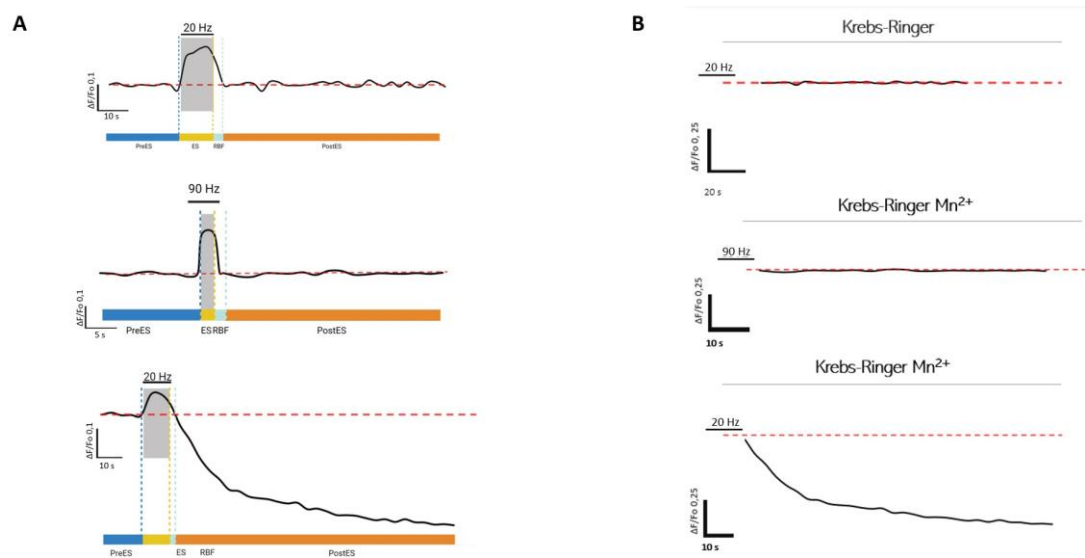 A
20 Hz
ΔF/Fo 0,1
10 s
PreES ES RBF PostES
90 Hz
ΔF/Fo 0,1
5 s
PreES ES RBF PostES
20 Hz
ΔF/Fo 0,1
10 s
PreES ES RBF PostES
B
Krebs-Ringer
20 Hz
ΔF/Fo 0, 25
20 s
Krebs-Ringer Mn²⁺
90 Hz
ΔF/Fo 0,25
10 s
Krebs-Ringer Mn²⁺
20 Hz
ΔF/Fo 0,25
10 s